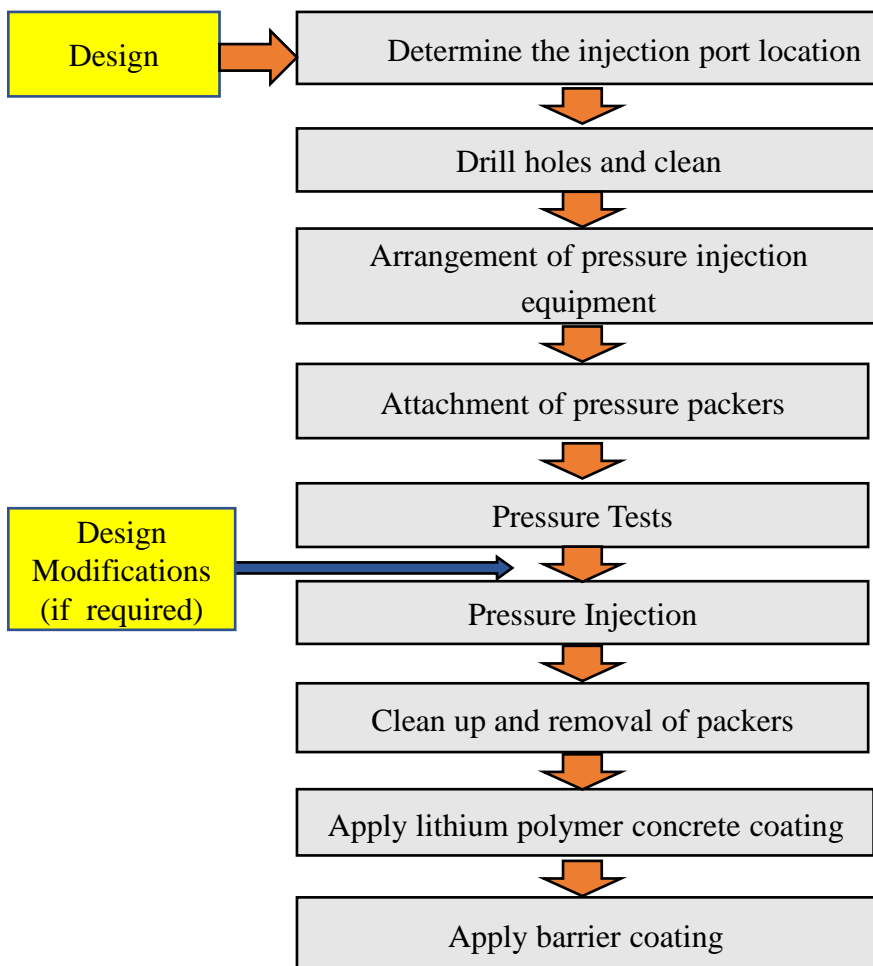 Design
Determine the injection port location
Drill holes and clean
Arrangement of pressure injection
equipment
Attachment of pressure packers
Pressure Tests
Design
Modifications
(if required)
Pressure Injection
Clean up and removal of packers
Apply lithium polymer concrete coating
Apply barrier coating